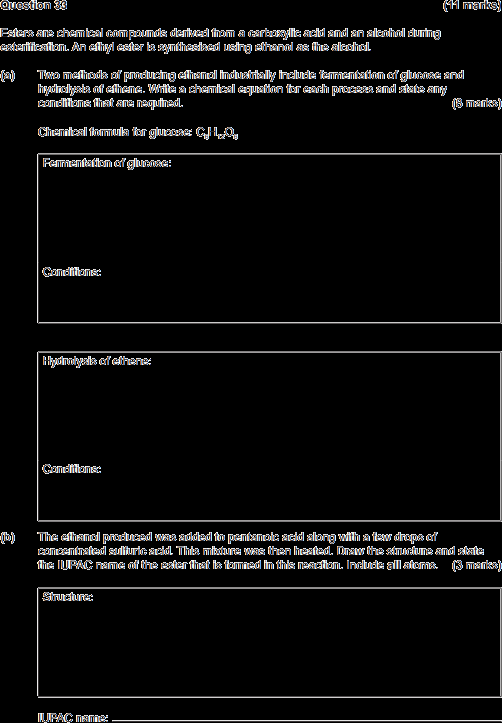 Question 33 (11 marks)
Esters are chemical compounds derived from a carboxylic acid and an alcohol during
esterification. An ethyl ester is synthesised using ethanol as the alcohol.
(a) Two methods of producing ethanol industrially include fermentation of glucose and
hydrolysis of ethene. Write a chemical equation for each process and state any
conditions that are required. (8 marks)
Chemical formula for glucose: C₆H₁₂O₆
Fermentation of glucose:
Conditions:
Hydrolysis of ethene:
Conditions:
(b) The ethanol produced was added to pentanoic acid along with a few drops of
concentrated sulfuric acid. This mixture was then heated. Draw the structure and state
the IUPAC name of the ester that is formed in this reaction. Include all atoms. (3 marks)
Structure:
IUPAC name: